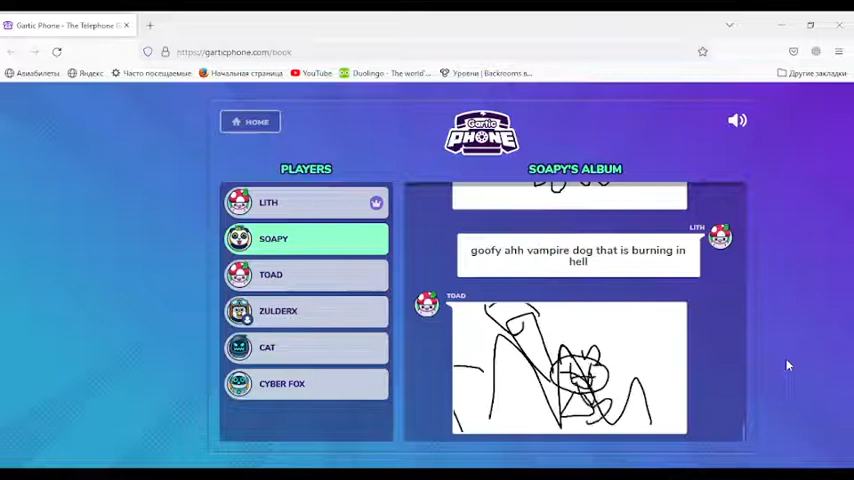 Gartic Phone - The Telephone G
https://garticphone.com/book
Авиабилеты
Яндекс
Часто посещаемые
Начальная страница
YouTube
Duolingo - The world'...
Уровни | Backrooms в...
Другие закладки
HOME
Gartic
PHONE
PLAYERS
SOAPY'S ALBUM
LITH
SOAPY
TOAD
ZULDERX
CAT
CYBER FOX
LITH
goofy ahh vampire dog that is burning in
hell
TOAD